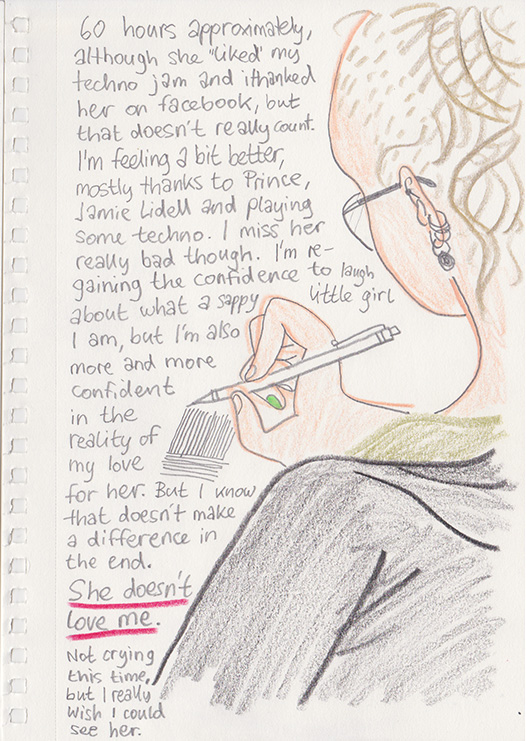 60 hours approximately,
although she "liked" my
techno jam and i thanked
her on facebook, but
that doesn't really count.
I'm feeling a bit better,
mostly thanks to Prince,
Jamie Lidell and playing
some techno. I miss her
really bad though. I'm re-
gaining the confidence to laugh
about what a sappy little girl
I am, but I'm also
more and more
confident
in the
reality of
my love
for her. But I know
that doesn't make
a difference in
the end.
She doesn't
love me.
Not crying
this time,
but I really
wish I could
see her.